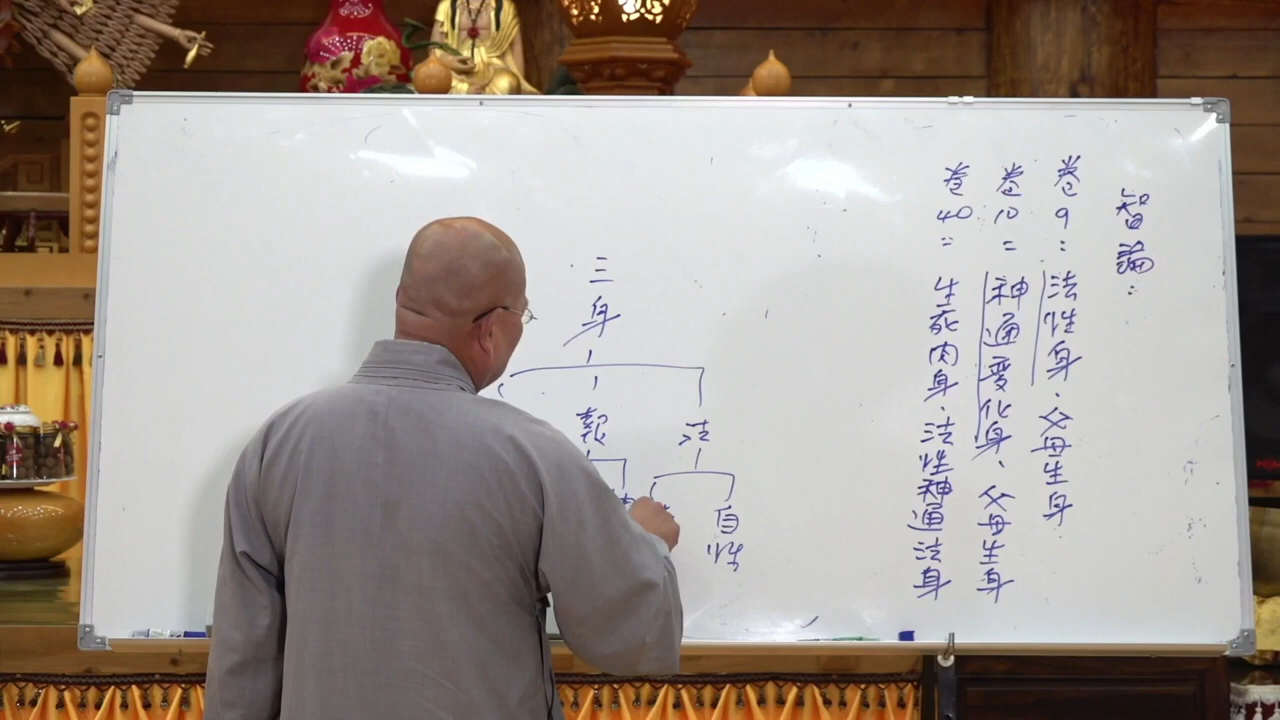 智論：
卷9：法性身、父母生身
卷10：神通變化身、父母生身
卷40：生死肉身、法性神通法身
三身
法
報
自性